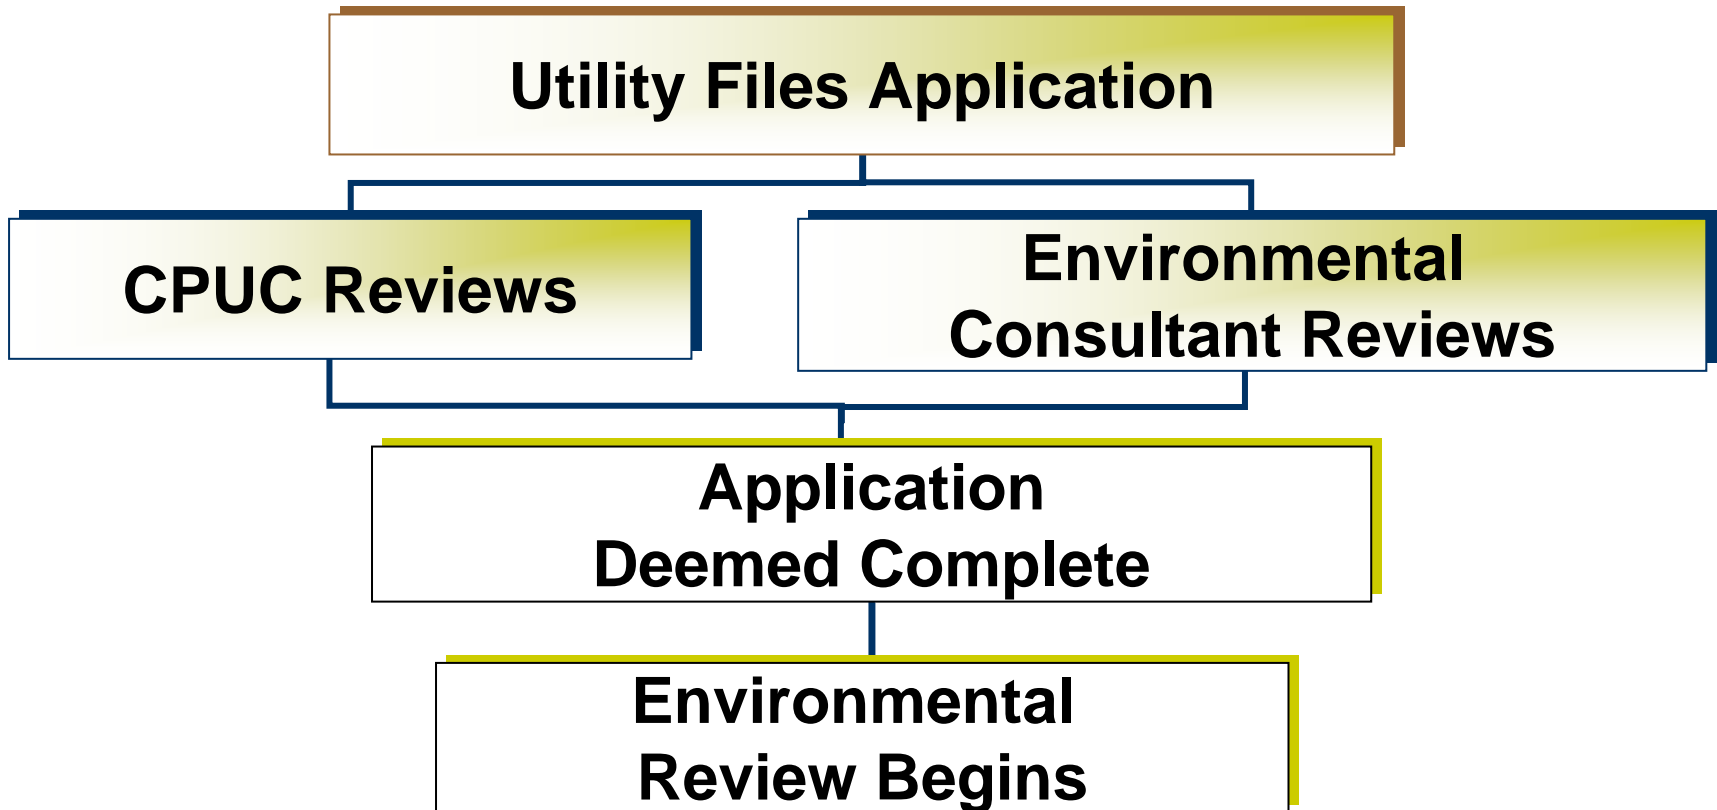 Utility Files Application
CPUC Reviews
Environmental
Consultant Reviews
Application
Deemed Complete
Environmental
Review Begins